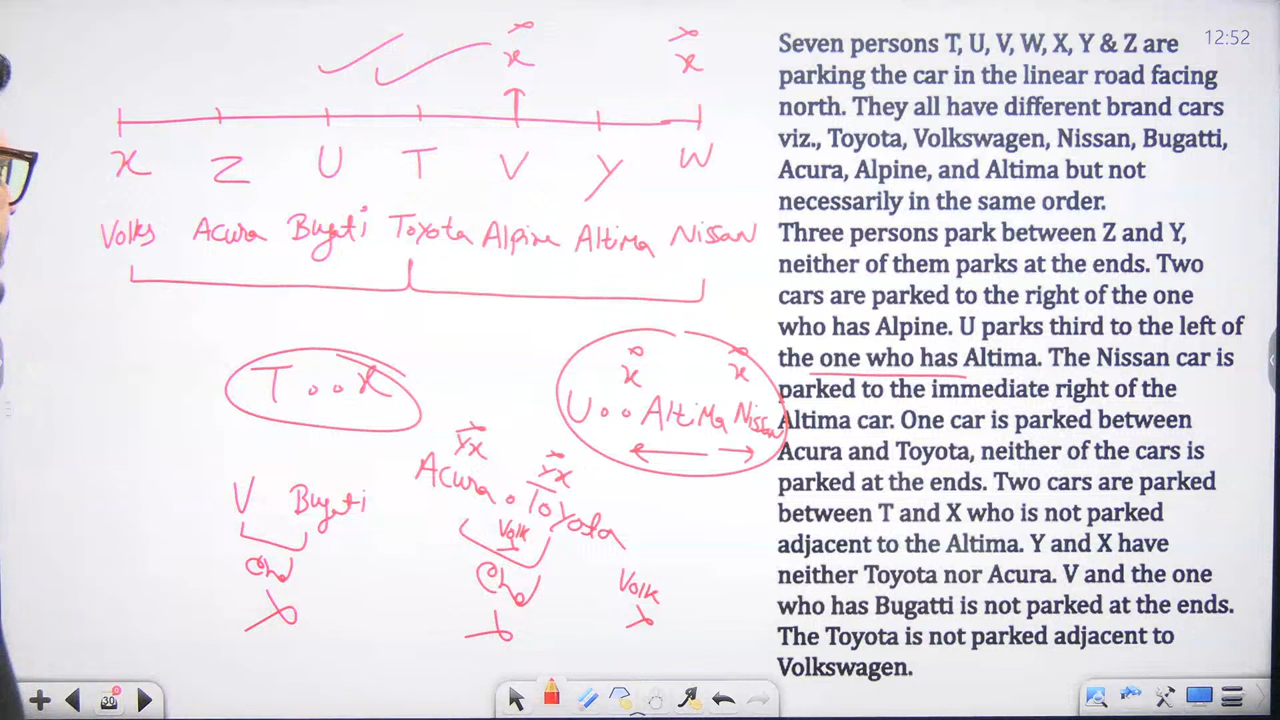 Seven persons T, U, V, W, X, Y & Z are
parking the car in the linear road facing
north. They all have different brand cars
viz., Toyota, Volkswagen, Nissan, Bugatti,
Acura, Alpine, and Altima but not
necessarily in the same order.
Three persons park between Z and Y,
neither of them parks at the ends. Two
cars are parked to the right of the one
who has Alpine. U parks third to the left of
the one who has Altima. The Nissan car is
parked to the immediate right of the
Altima car. One car is parked between
Acura and Toyota, neither of the cars is
parked at the ends. Two cars are parked
between T and X who is not parked
adjacent to the Altima. Y and X have
neither Toyota nor Acura. V and the one
who has Bugatti is not parked at the ends.
The Toyota is not parked adjacent to
Volkswagen.
12:52
x x
x Z U T V Y W
Volks Acura Bugati Toyota Alpine Altima Nissan
T o o x
x x
U o o Altima Nissan
Yx
Acura o Toyota
Yx
V Bugati
Volk
Volk
30